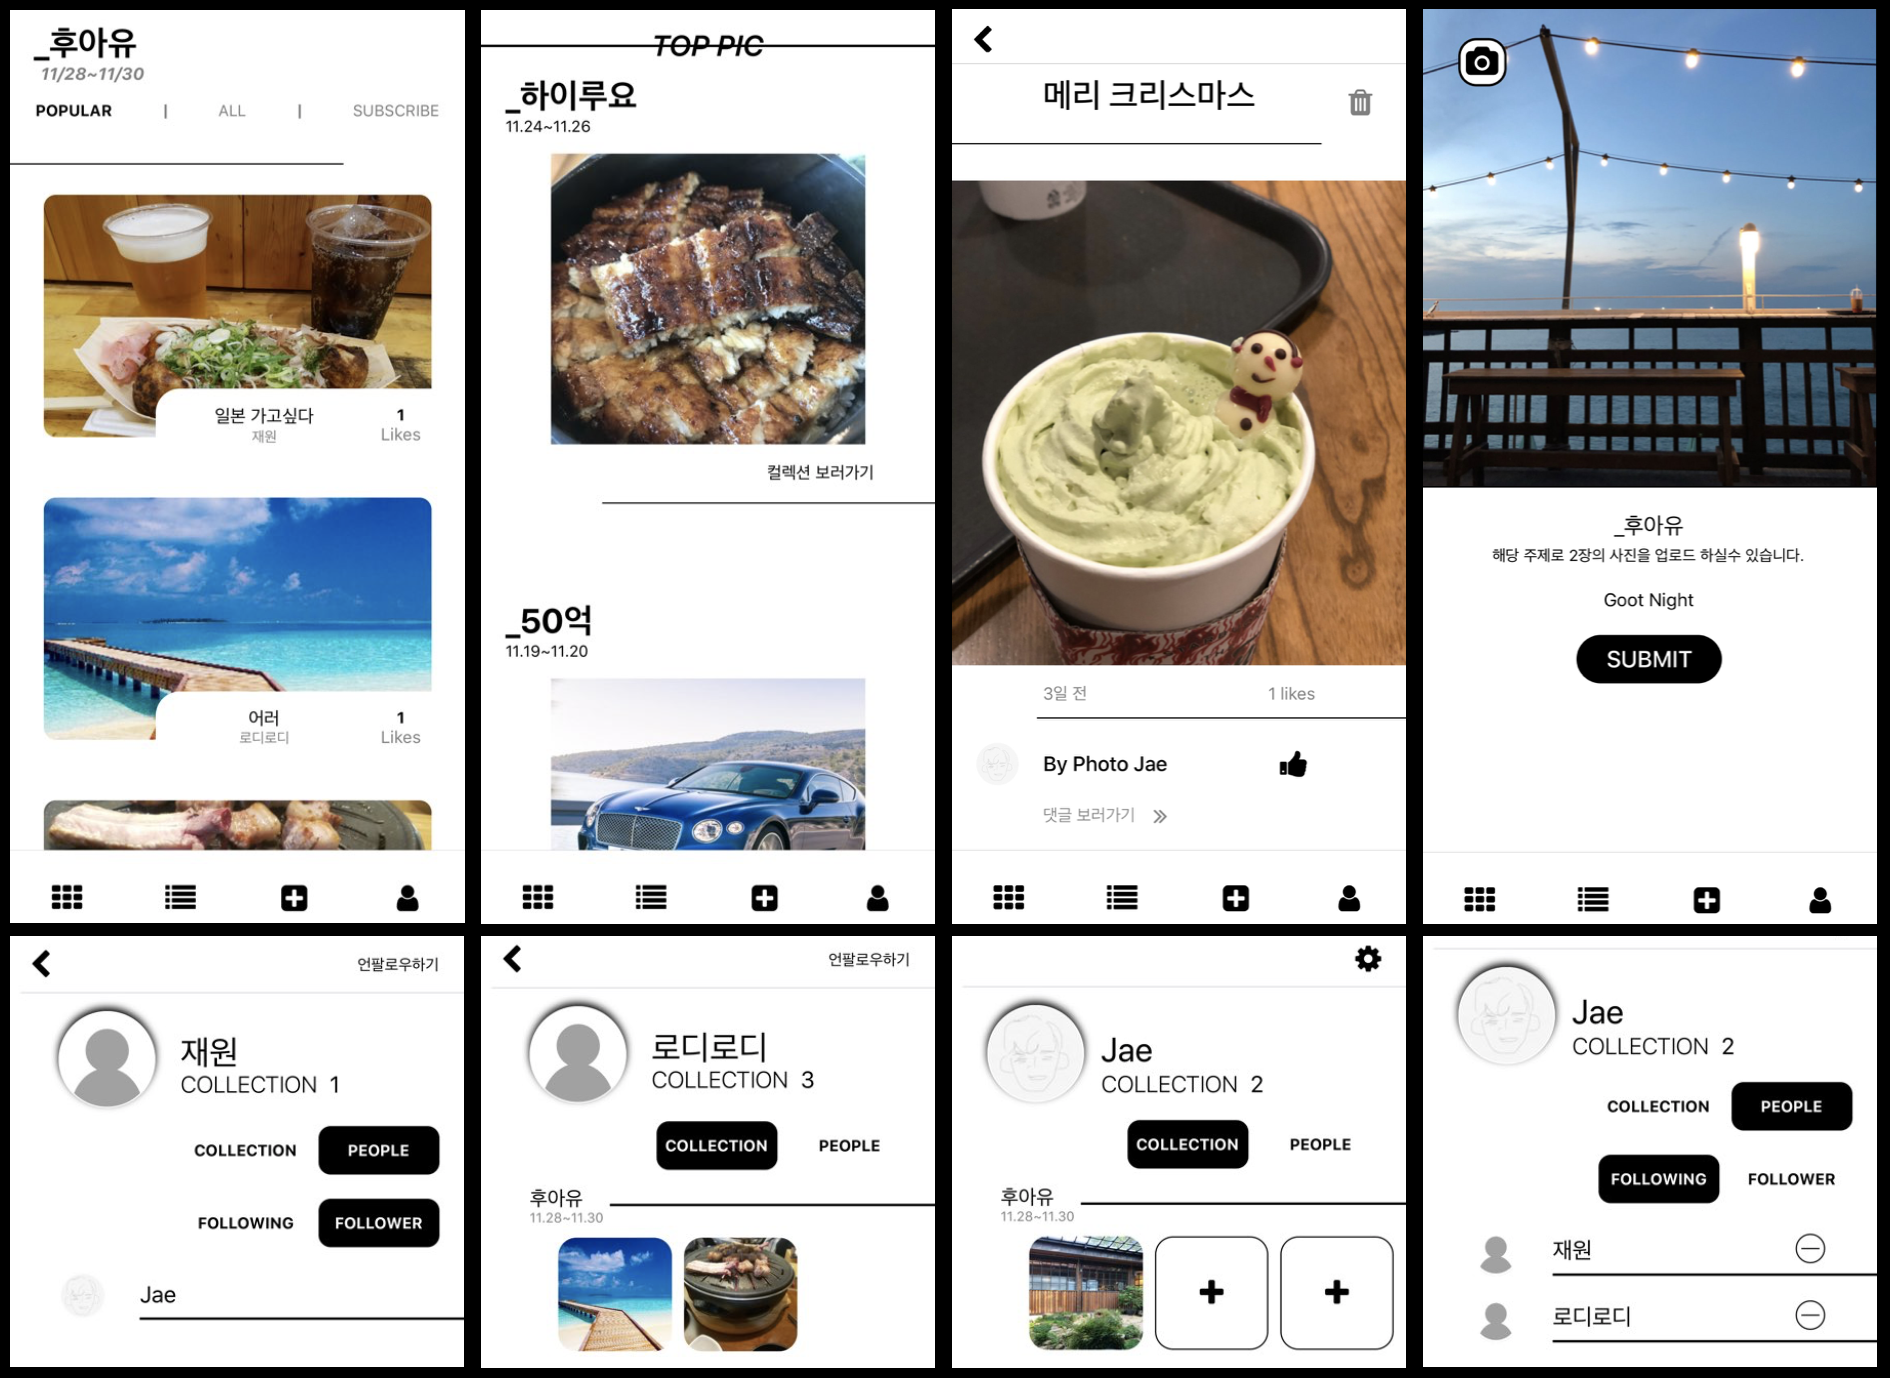 _후아유
11/28~11/30
POPULAR | ALL | SUBSCRIBE
일본 가고싶다
재원
1
Likes
어러
로디로디
1
Likes
TOP PIC
_하이루요
11.24~11.26
컬렉션 보러가기
_50억
11.19~11.20
메리 크리스마스
3일 전
1 likes
By Photo Jae
댓글 보러가기
_후아유
해당 주제로 2장의 사진을 업로드 하실수 있습니다.
Goot Night
SUBMIT
언팔로우하기
재원
COLLECTION 1
COLLECTION PEOPLE
FOLLOWING FOLLOWER
Jae
언팔로우하기
로디로디
COLLECTION 3
COLLECTION PEOPLE
후아유
11.28~11.30
Jae
COLLECTION 2
COLLECTION PEOPLE
후아유
11.28~11.30
Jae
COLLECTION 2
COLLECTION PEOPLE
FOLLOWING FOLLOWER
재원
로디로디